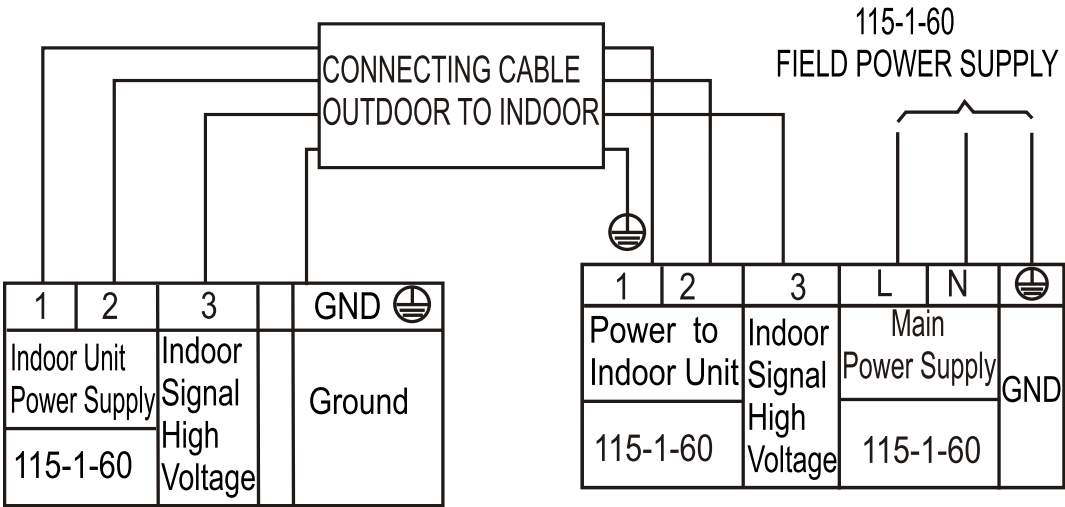 115-1-60
FIELD POWER SUPPLY
CONNECTING CABLE
OUTDOOR TO INDOOR
1 2 3 GND
Indoor Unit
Power Supply
115-1-60
Indoor
Signal
High
Voltage
Ground
1 2 3 L N
Power to
Indoor Unit
115-1-60
Indoor
Signal
High
Voltage
Main
Power Supply
115-1-60
GND